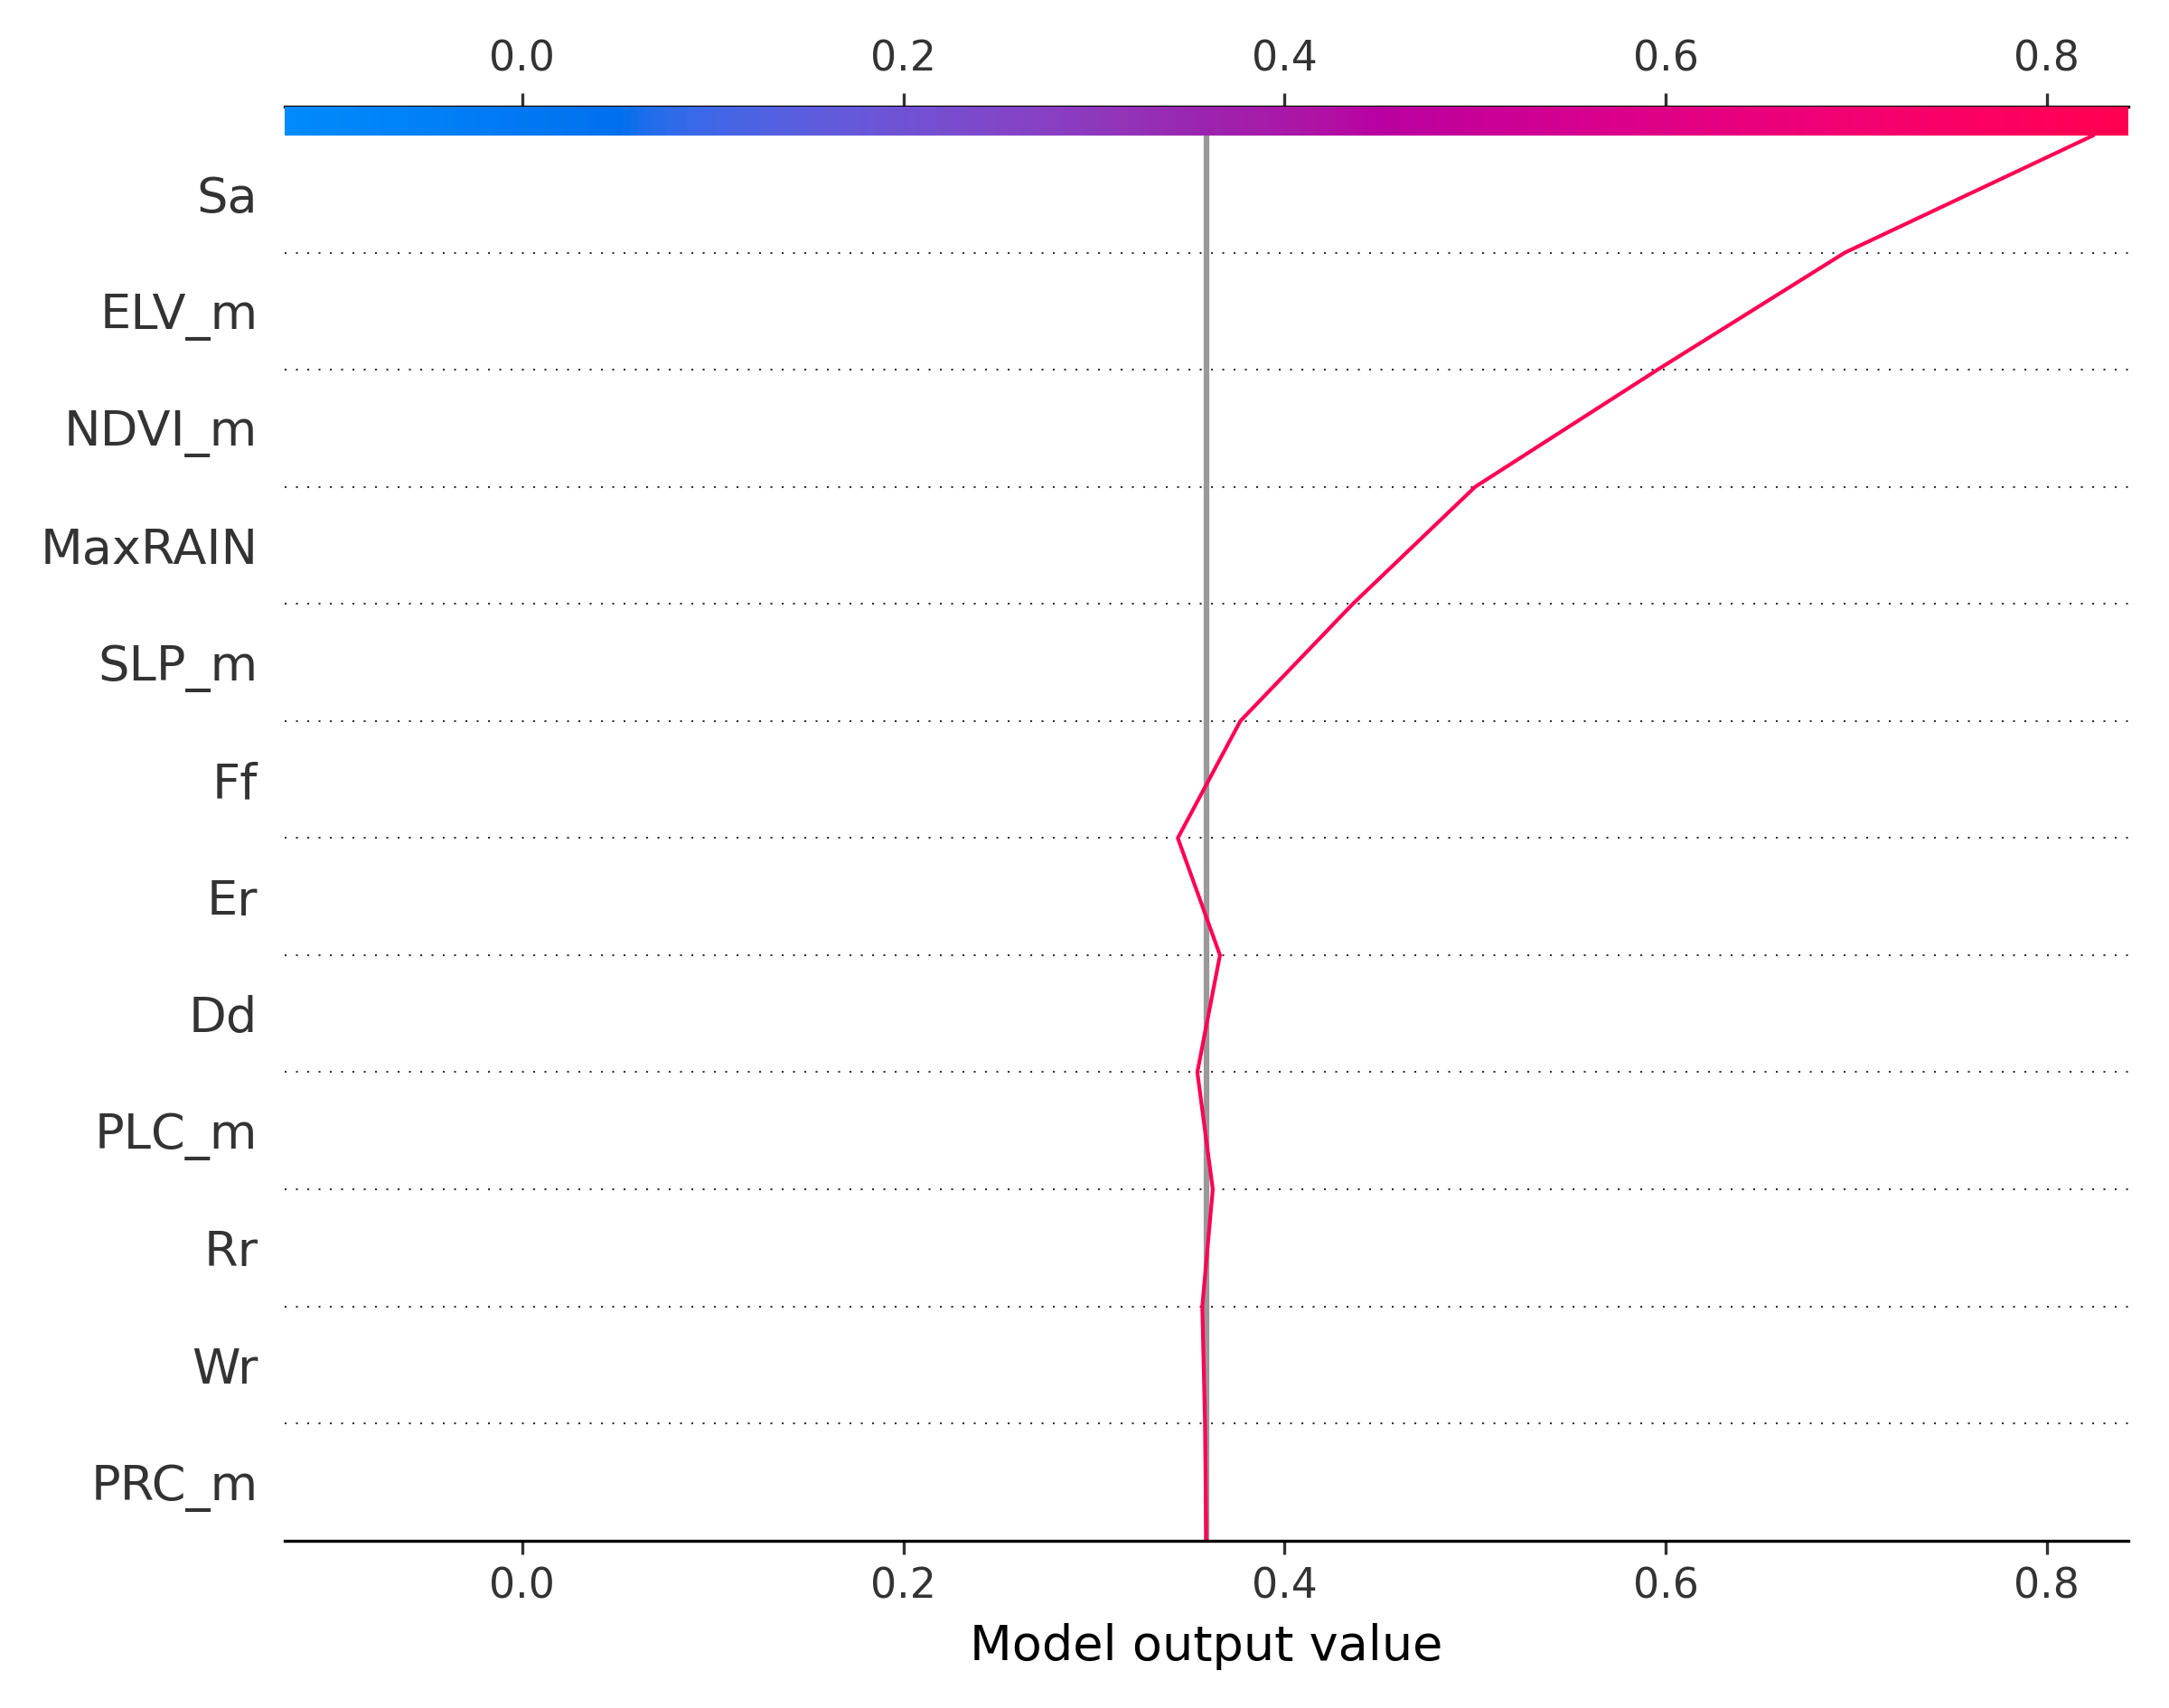 0.0 0.2 0.4 0.6 0.8
Sa
ELV_m
NDVI_m
MaxRAIN
SLP_m
Ff
Er
Dd
PLC_m
Rr
Wr
PRC_m
0.0 0.2 0.4 0.6 0.8
Model output value